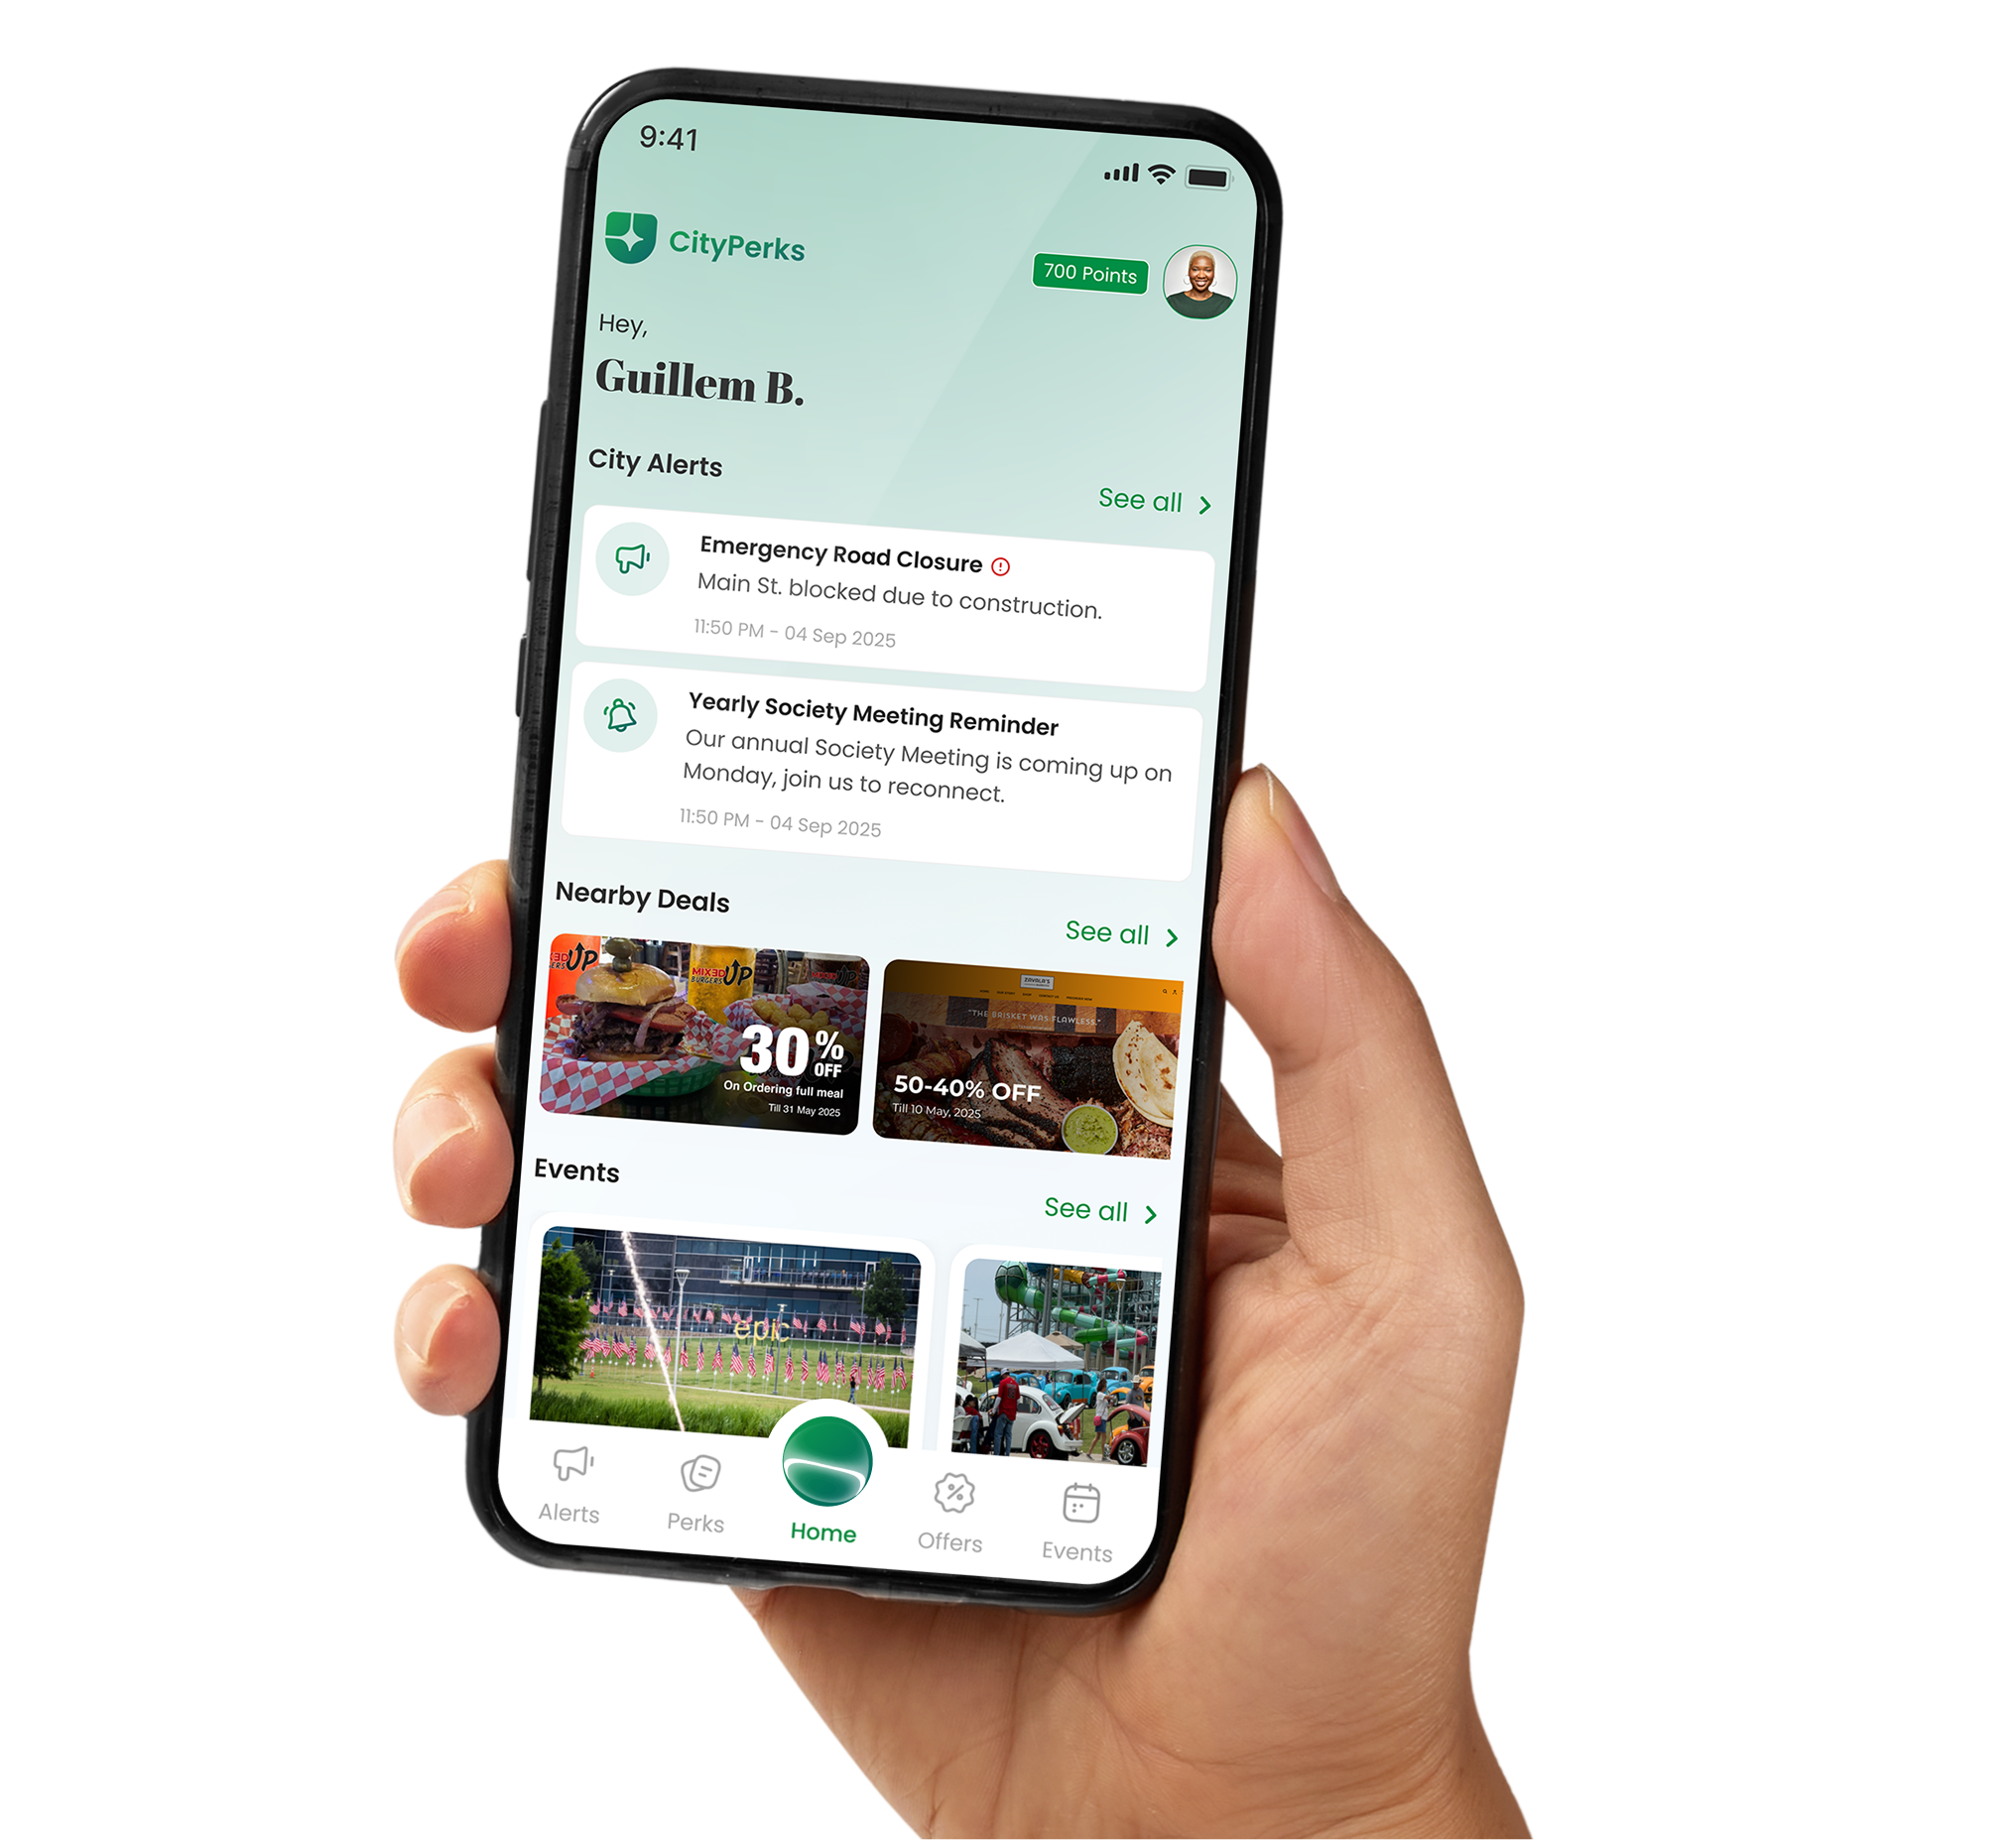 9:41
CityPerks
700 Points
Hey,
Guillem B.
City Alerts
See all
Emergency Road Closure
Main St. blocked due to construction.
11:50 PM - 04 Sep 2025
Yearly Society Meeting Reminder
Our annual Society Meeting is coming up on
Monday, join us to reconnect.
11:50 PM - 04 Sep 2025
Nearby Deals
See all
UP
MIX3D UP
BURGERS
30%
OFF
On Ordering full meal
Till 31 May 2025
ZAVALA'S
"THE BRISKET WAS FLAWLESS."
50-40% OFF
Till 10 May, 2025
Events
See all
epic
Alerts
Perks
Home
Offers
Events